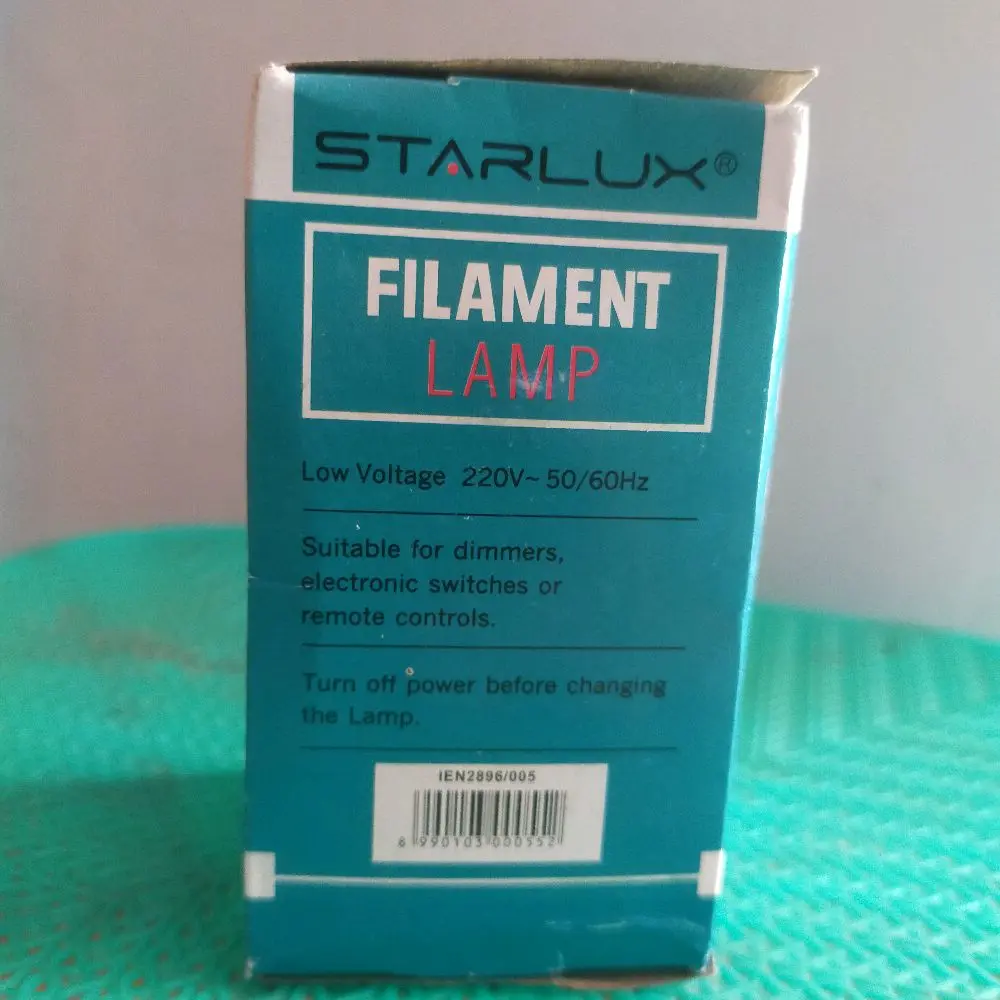 STARLUX®
FILAMENT
LAMP
Low Voltage 220V~ 50/60Hz
Suitable for dimmers,
electronic switches or
remote controls.
Turn off power before changing
the Lamp.
IEN2896/005
8 990103 000552